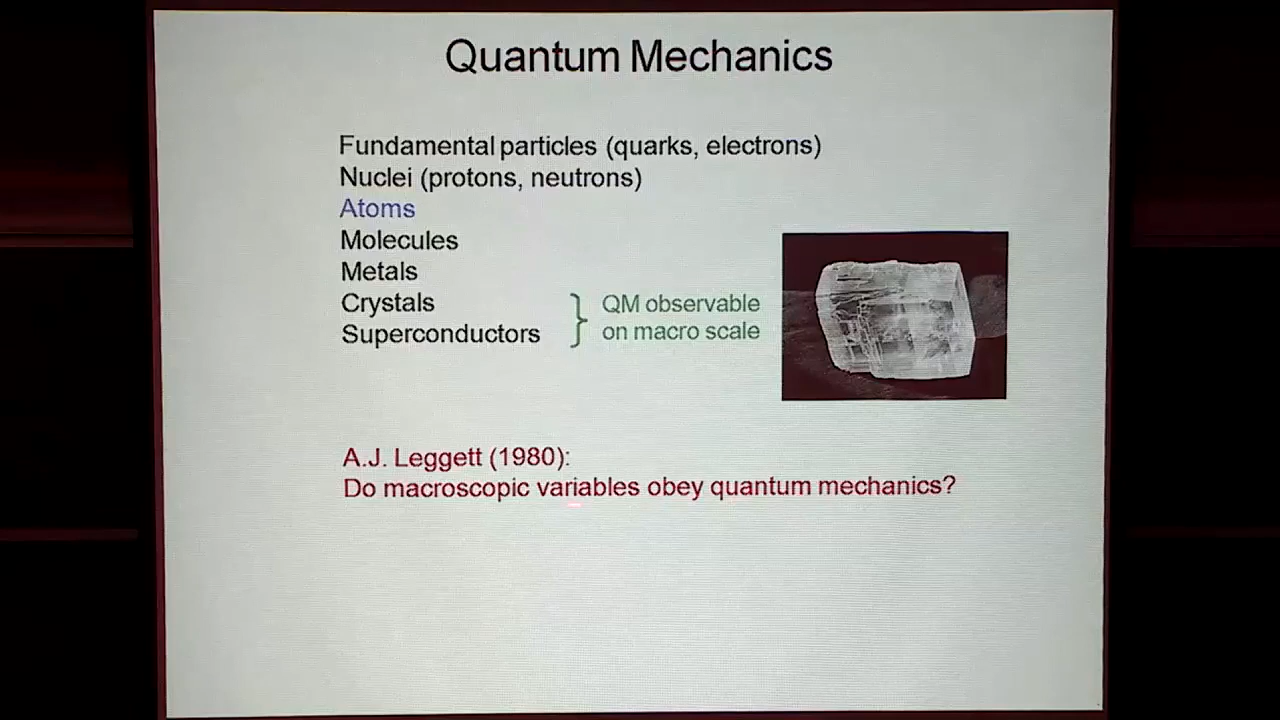 Quantum Mechanics
Fundamental particles (quarks, electrons)
Nuclei (protons, neutrons)
Atoms
Molecules
Metals
Crystals
Superconductors
} QM observable
on macro scale
A.J. Leggett (1980):
Do macroscopic variables obey quantum mechanics?